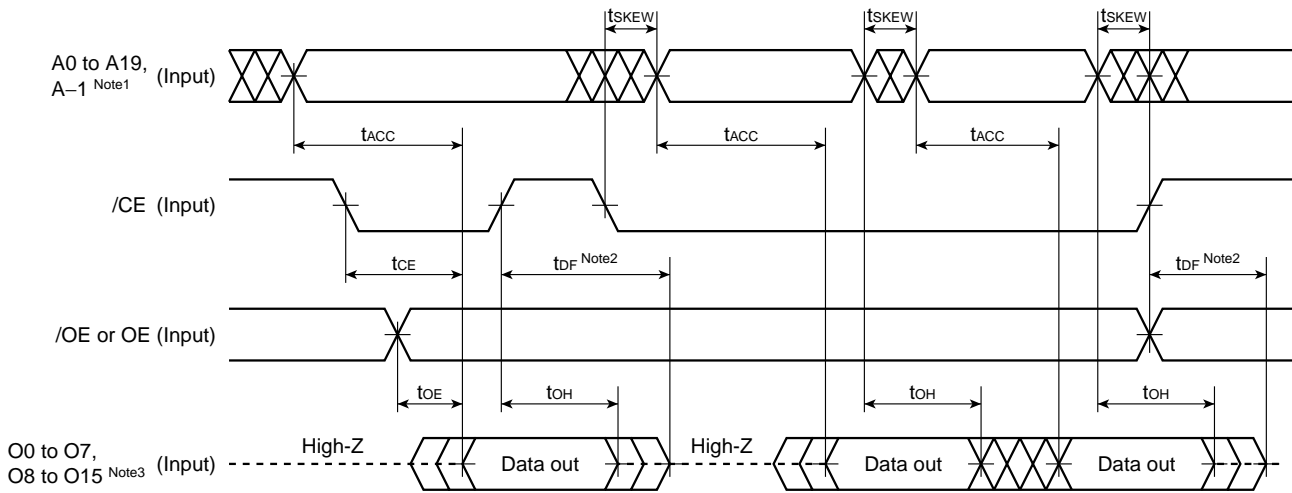 tSKEW tSKEW tSKEW
A0 to A19,
A–1 Note1 (Input)
tACC tACC tACC
/CE (Input)
tCE tDF Note2 tDF Note2
/OE or OE (Input)
tOE tOH tOH tOH
O0 to O7,
O8 to O15 Note3 (Input)
High-Z Data out High-Z Data out Data out